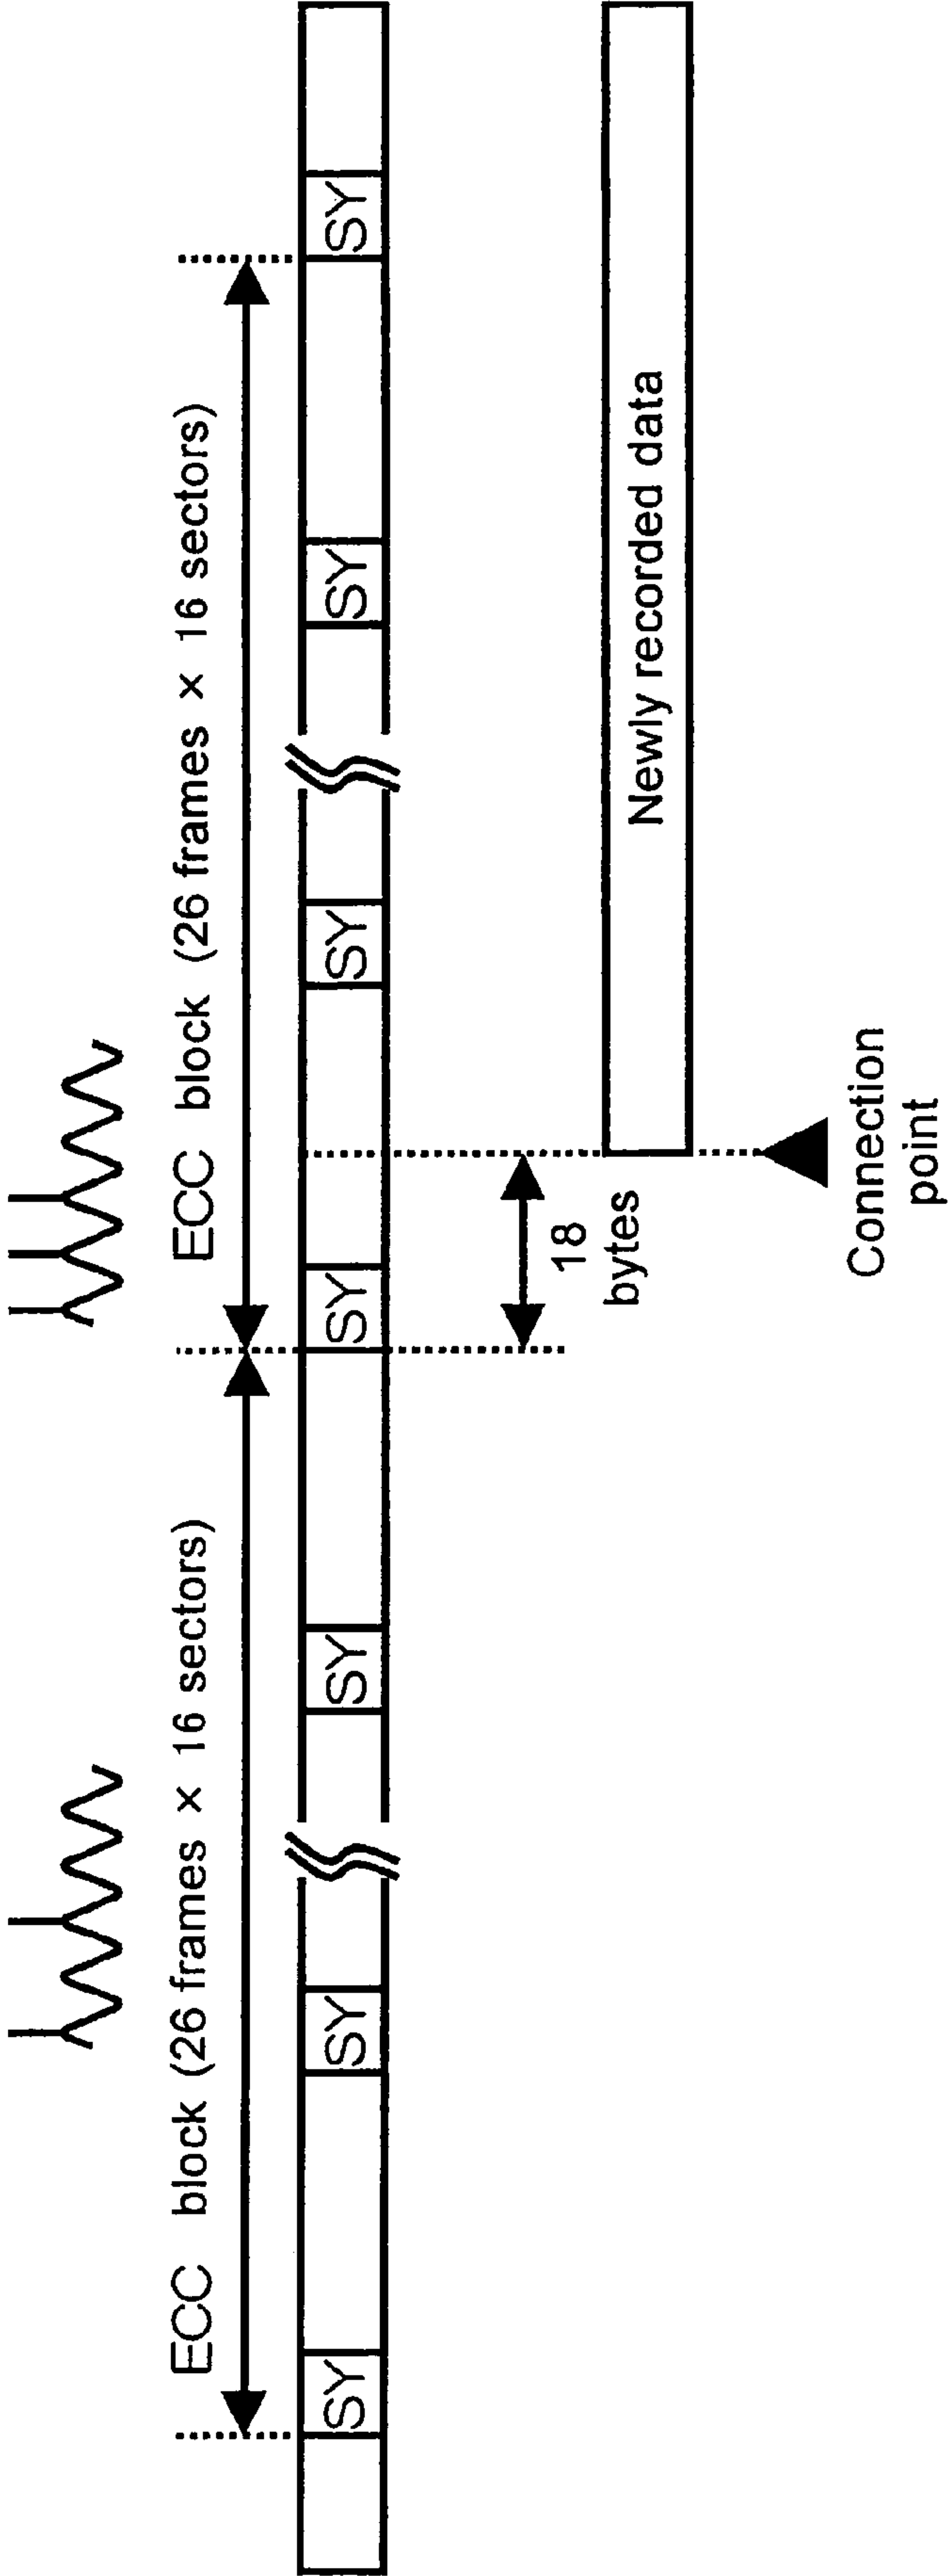 ECC block (26 frames × 16 sectors)
ECC block (26 frames × 16 sectors)
SY
SY
SY
SY
SY
SY
SY
18
bytes
Newly recorded data
Connection
point